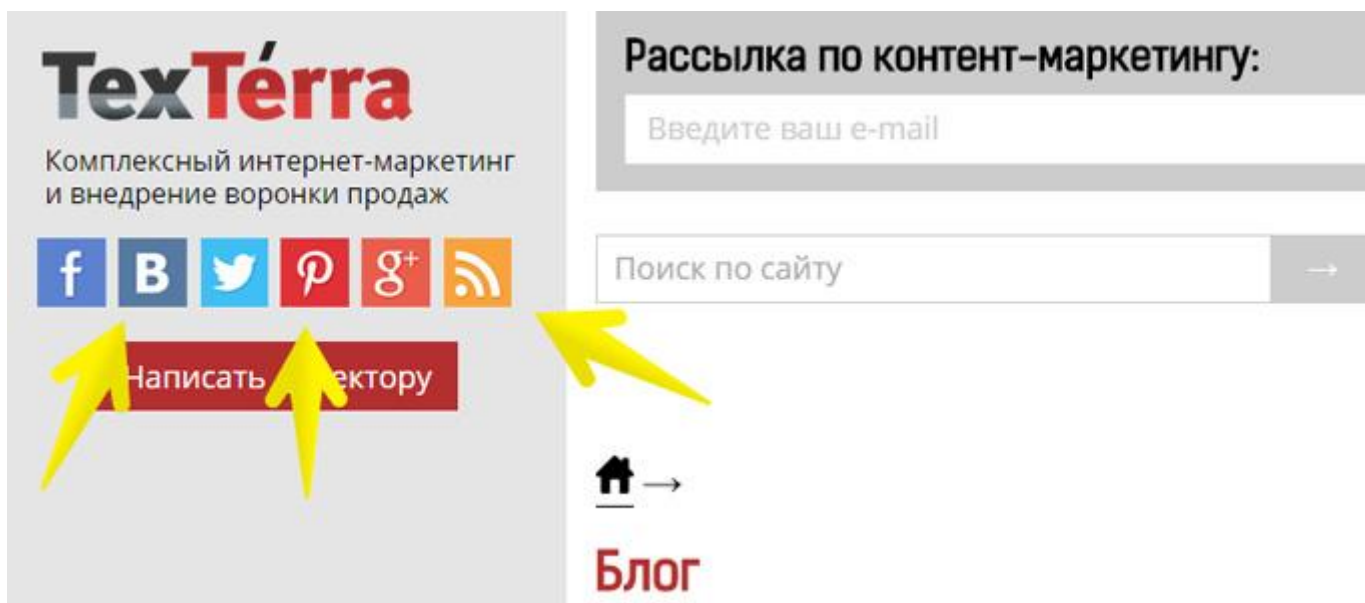 TexTérra
Комплексный интернет-маркетинг
и внедрение воронки продаж
f B g+
Написать ектору
Рассылка по контент-маркетингу:
Введите ваш e-mail
Поиск по сайту →
→
Блог